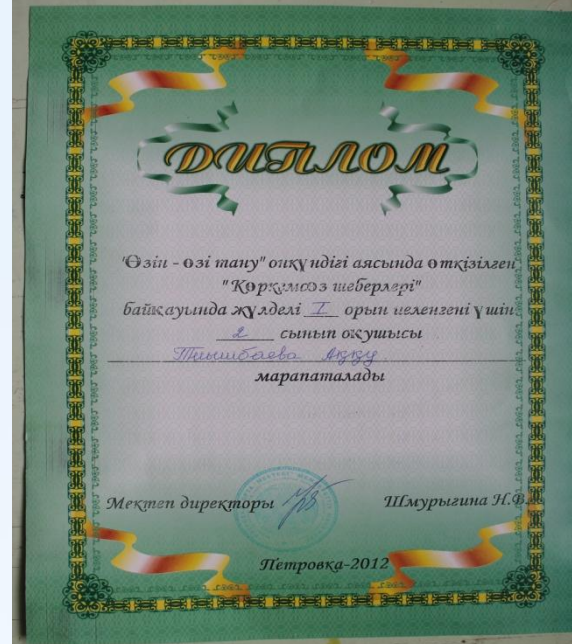 ДИПЛОМ
"Өзін - өзі тану" онкүндігі аясында өткізілген
"Көркемсөз шеберлері"
байқауында жүлделі I орын иеленгені үшін
2 сынып оқушысы
Аққу
марапаталады
Мектеп директоры Шмурыгина Н.В.
Петровка-2012